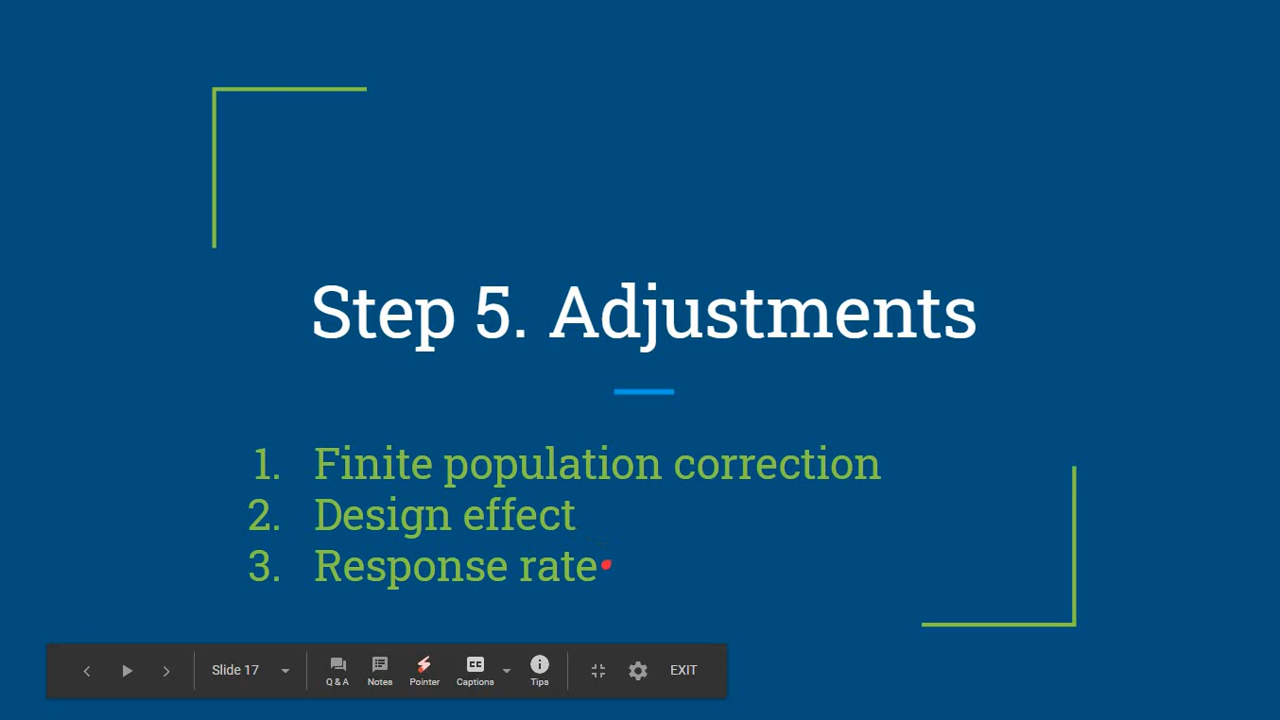 Step 5. Adjustments
1. Finite population correction
2. Design effect
3. Response rate
Slide 17
Q & A
Notes
Pointer
CC
Captions
Tips
EXIT